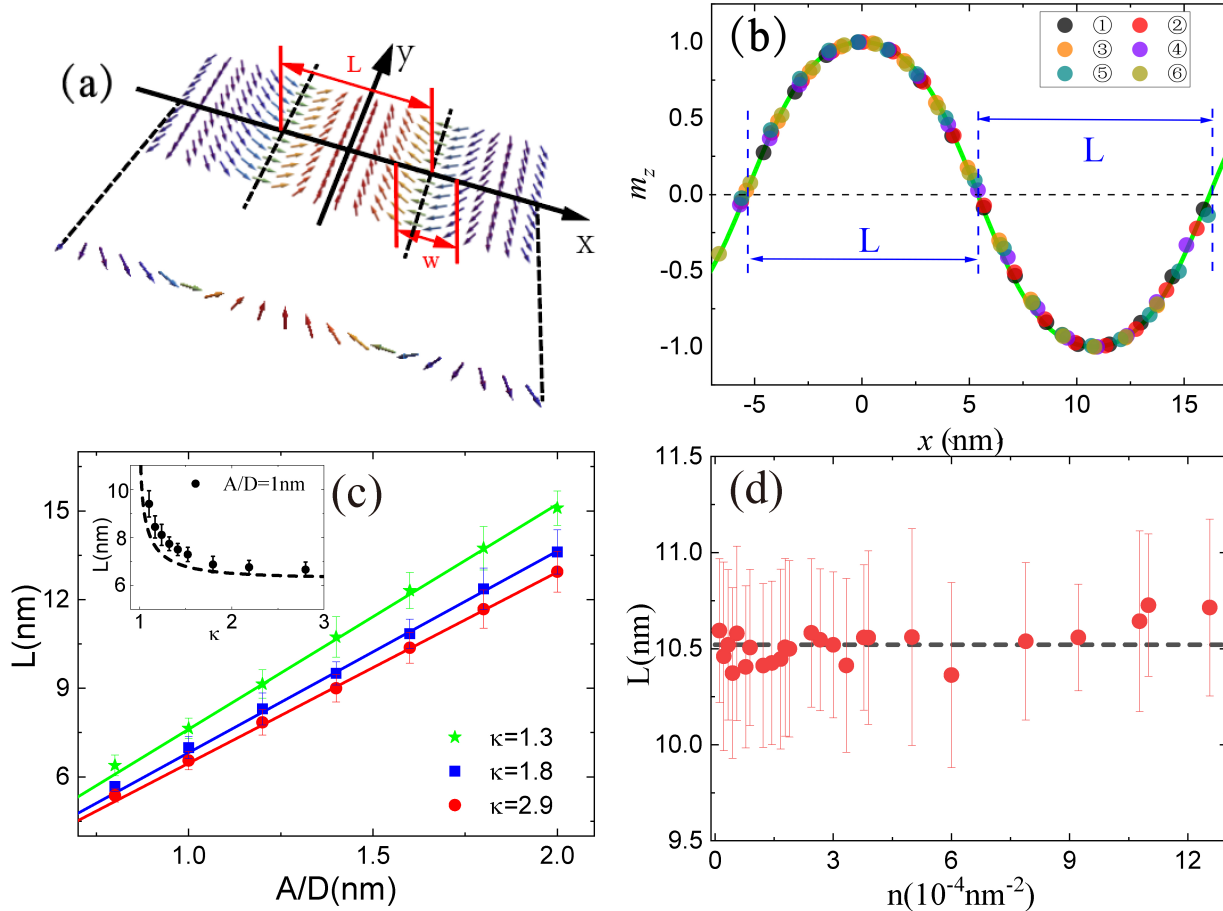 (a)
L
y
w
x
(b)
① ②
③ ④
⑤ ⑥
1.0
0.5
0.0
-0.5
-1.0
m_z
L
L
-5 0 5 10 15
x (nm)
(c)
15
12
9
6
L(nm)
1.0 1.5 2.0
A/D(nm)
κ=1.3
κ=1.8
κ=2.9
A/D=1nm
10
8
6
L(nm)
1 2 3
κ
(d)
11.5
11.0
10.5
10.0
9.5
L(nm)
0 3 6 9 12
n(10⁻⁴nm⁻²)